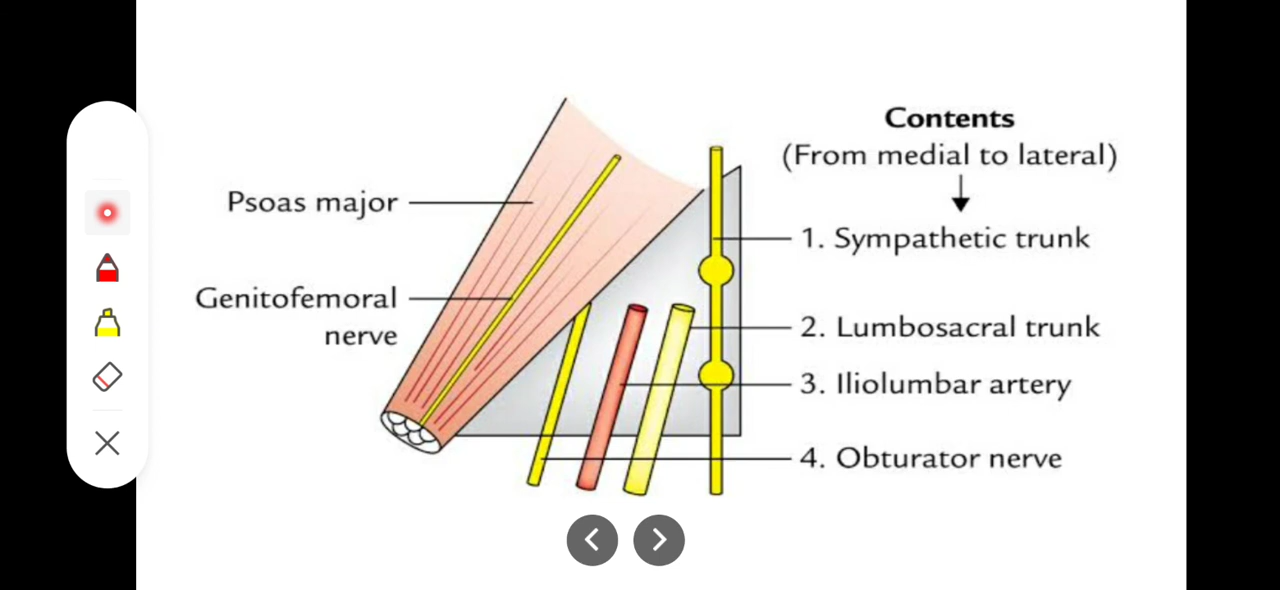 Contents
(From medial to lateral)
Psoas major
1. Sympathetic trunk
Genitofemoral
nerve
2. Lumbosacral trunk
3. Iliolumbar artery
4. Obturator nerve